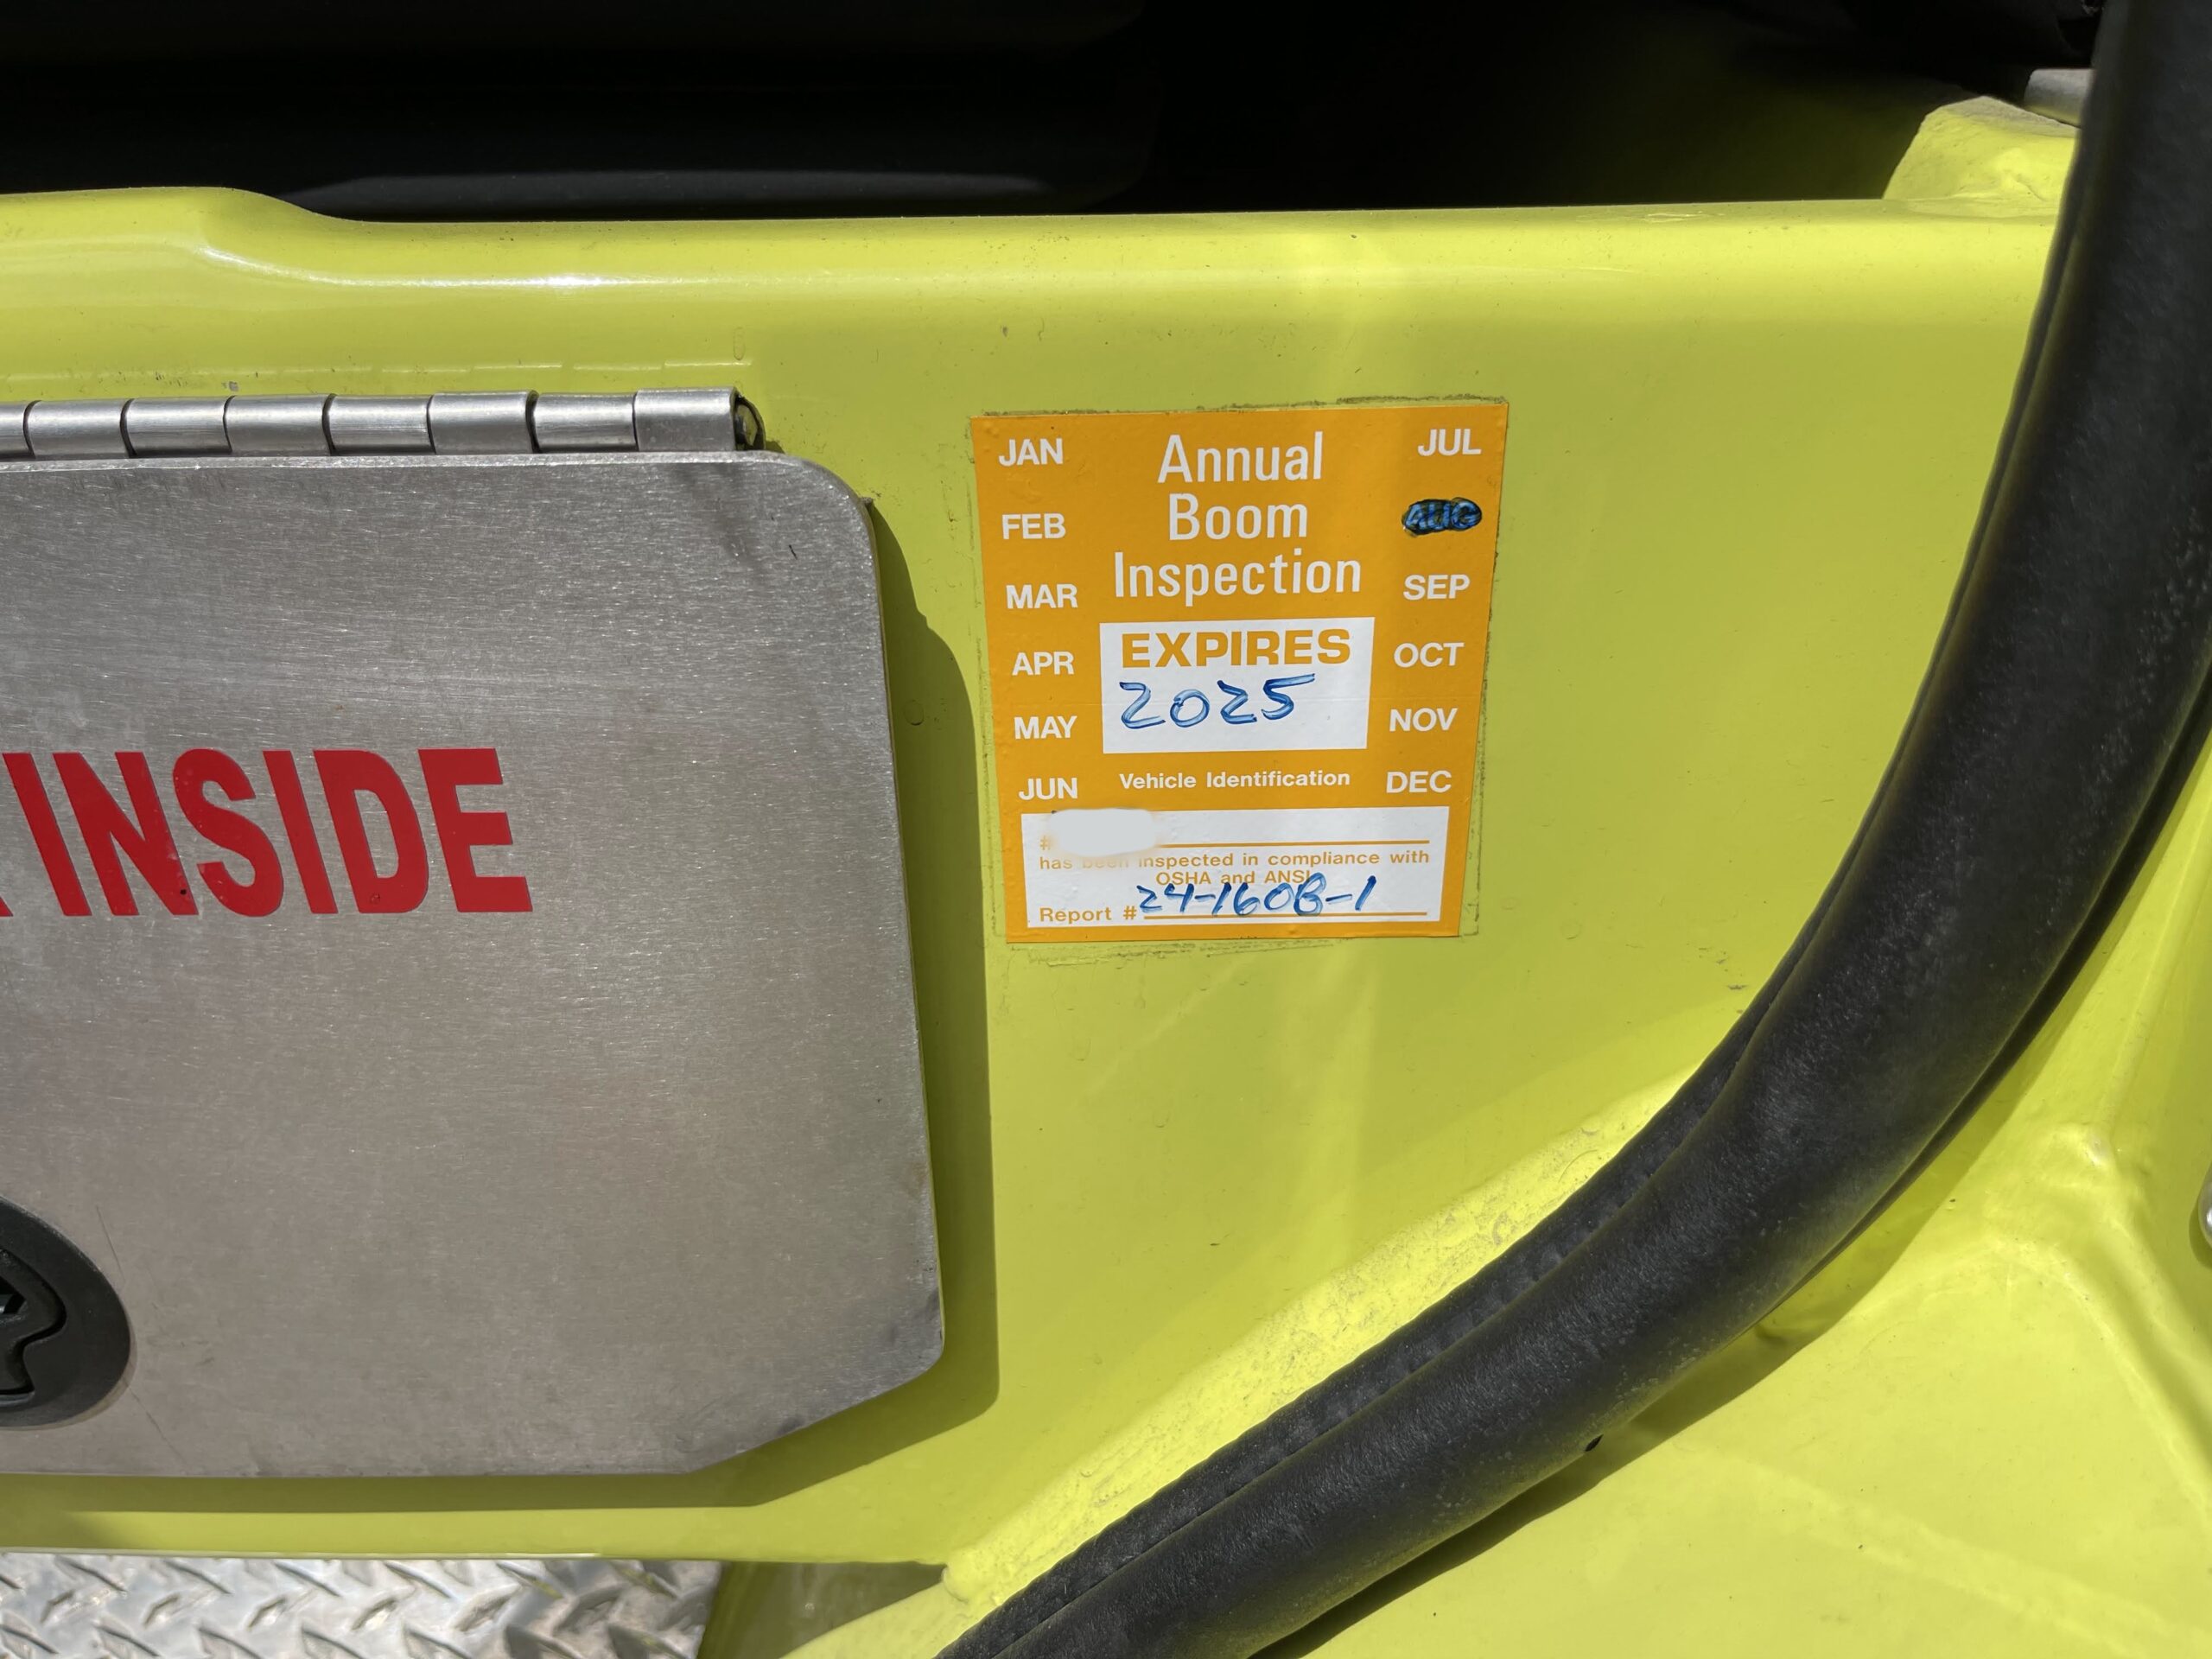 INSIDE
JAN
FEB
MAR
APR
MAY
JUN
Annual
Boom
Inspection
EXPIRES
2025
Vehicle Identification
JUL
AUG
SEP
OCT
NOV
DEC
#
has been inspected in compliance with
OSHA and ANSI
Report # 24-160B-1